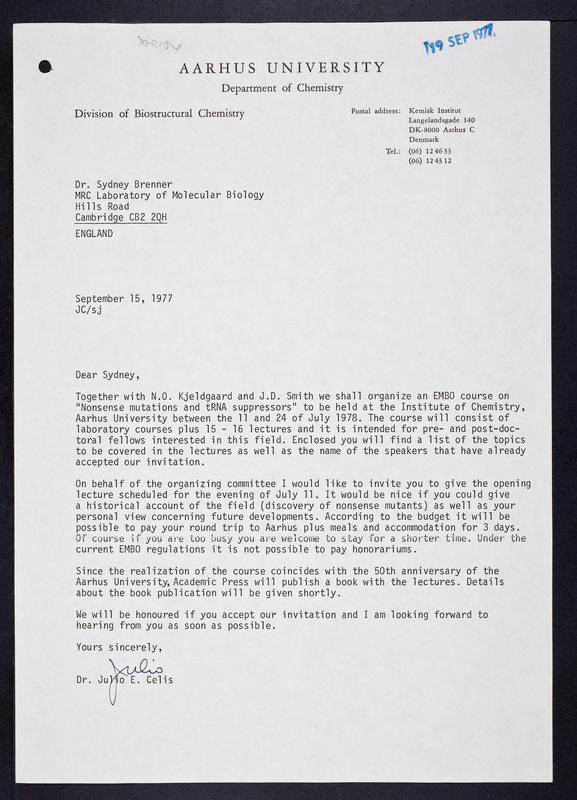 xerox
19 SEP 1977.
AARHUS UNIVERSITY
Department of Chemistry
Division of Biostructural Chemistry
Postal address: Kemisk Institut
Langelandsgade 140
DK-8000 Aarhus C
Denmark
Tel.: (06) 12 46 33
(06) 12 43 12
Dr. Sydney Brenner
MRC Laboratory of Molecular Biology
Hills Road
Cambridge CB2 2QH
ENGLAND
September 15, 1977
JC/sj
Dear Sydney,
Together with N.O. Kjeldgaard and J.D. Smith we shall organize an EMBO course on
"Nonsense mutations and tRNA suppressors" to be held at the Institute of Chemistry,
Aarhus University between the 11 and 24 of July 1978. The course will consist of
laboratory courses plus 15 - 16 lectures and it is intended for pre- and post-doc-
toral fellows interested in this field. Enclosed you will find a list of the topics
to be covered in the lectures as well as the name of the speakers that have already
accepted our invitation.
On behalf of the organizing committee I would like to invite you to give the opening
lecture scheduled for the evening of July 11. It would be nice if you could give
a historical account of the field (discovery of nonsense mutants) as well as your
personal view concerning future developments. According to the budget it will be
possible to pay your round trip to Aarhus plus meals and accommodation for 3 days.
Of course if you are too busy you are welcome to stay for a shorter time. Under the
current EMBO regulations it is not possible to pay honorariums.
Since the realization of the course coincides with the 50th anniversary of the
Aarhus University, Academic Press will publish a book with the lectures. Details
about the book publication will be given shortly.
We will be honoured if you accept our invitation and I am looking forward to
hearing from you as soon as possible.
Yours sincerely,
Julio
Dr. Julio E. Celis